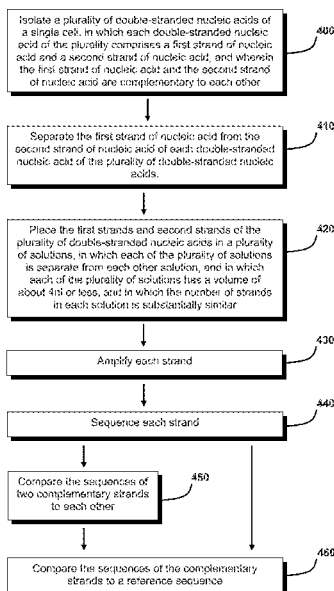 Isolate a plurality of double-stranded nucleic acids of
a single cell, in which each double-stranded nucleic
acid of the plurality comprises a first strand of nucleic
acid and a second strand of nucleic acid, and wherein
the first strand of nucleic acid and the second strand
of nucleic acid are complementary to each other
400
Separate the first strand of nucleic acid from the
second strand of nucleic acid of each double-stranded
nucleic acid of the plurality of double-stranded nucleic
acids.
410
Place the first strands and second strands of the
plurality of double-stranded nucleic acids in a plurality
of solutions, in which each of the plurality of solutions
is separate from each other solution, and in which
each of the plurality of solutions has a volume of
about 4nl or less, and in which the number of strands
in each solution is substantially similar
420
Amplify each strand
430
Sequence each strand
440
Compare the sequences of
two complementary strands
to each other
450
Compare the sequences of the complementary
strands to a reference sequence
460